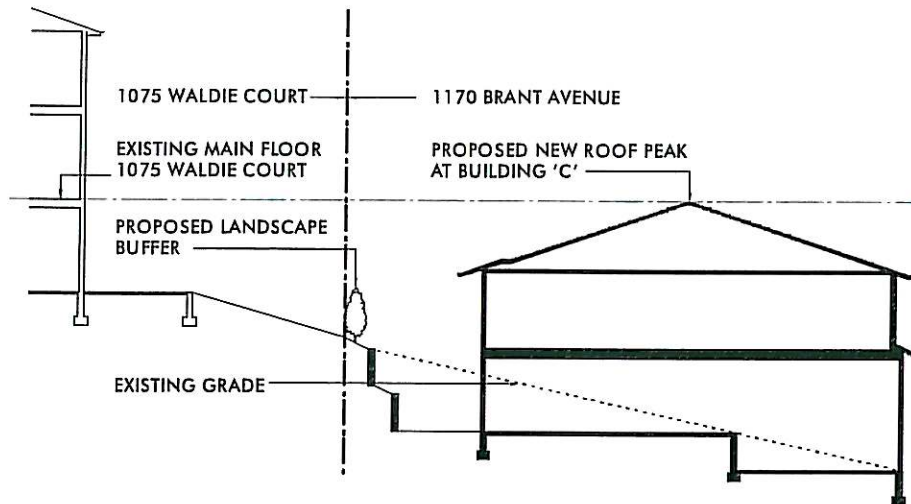 1075 WALDIE COURT
1170 BRANT AVENUE
EXISTING MAIN FLOOR
1075 WALDIE COURT
PROPOSED NEW ROOF PEAK
AT BUILDING 'C'
PROPOSED LANDSCAPE
BUFFER
EXISTING GRADE